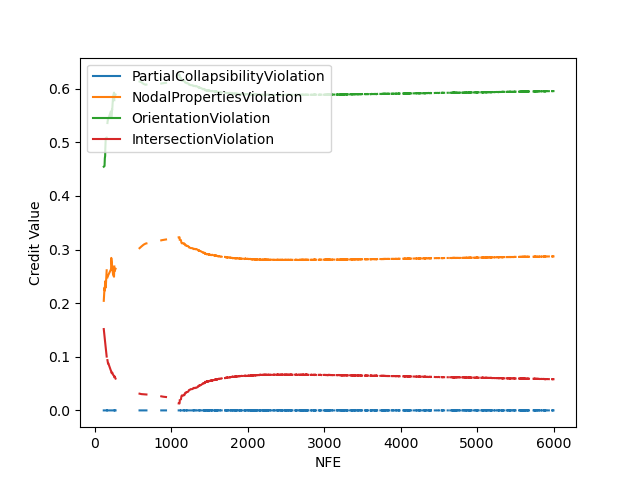 PartialCollapsibilityViolation
NodalPropertiesViolation
OrientationViolation
IntersectionViolation
Credit Value
0.6
0.5
0.4
0.3
0.2
0.1
0.0
0
1000
2000
3000
4000
5000
6000
NFE